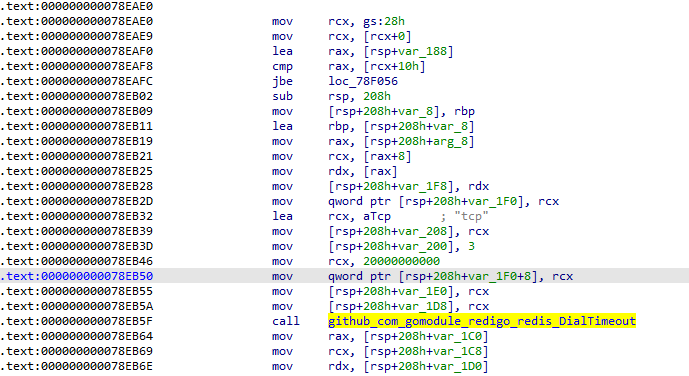 .text:000000000078EAE0
.text:000000000078EAE0 mov rcx, gs:28h
.text:000000000078EAE9 mov rcx, [rcx+0]
.text:000000000078EAF0 lea rax, [rsp+var_188]
.text:000000000078EAF8 cmp rax, [rcx+10h]
.text:000000000078EAFC jbe loc_78F056
.text:000000000078EB02 sub rsp, 208h
.text:000000000078EB09 mov [rsp+208h+var_8], rbp
.text:000000000078EB11 lea rbp, [rsp+208h+var_8]
.text:000000000078EB19 mov rax, [rsp+208h+arg_8]
.text:000000000078EB21 mov rcx, [rax+8]
.text:000000000078EB25 mov rdx, [rax]
.text:000000000078EB28 mov [rsp+208h+var_1F8], rdx
.text:000000000078EB2D mov qword ptr [rsp+208h+var_1F0], rcx
.text:000000000078EB32 lea rcx, aTcp ; "tcp"
.text:000000000078EB39 mov [rsp+208h+var_208], rcx
.text:000000000078EB3D mov [rsp+208h+var_200], 3
.text:000000000078EB46 mov rcx, 20000000000
.text:000000000078EB50 mov qword ptr [rsp+208h+var_1F0+8], rcx
.text:000000000078EB55 mov [rsp+208h+var_1E0], rcx
.text:000000000078EB5A mov [rsp+208h+var_1D8], rcx
.text:000000000078EB5F call github_com_gomodule_redigo_redis_DialTimeout
.text:000000000078EB64 mov rax, [rsp+208h+var_1C0]
.text:000000000078EB69 mov rcx, [rsp+208h+var_1C8]
.text:000000000078EB6E mov rdx, [rsp+208h+var_1D0]